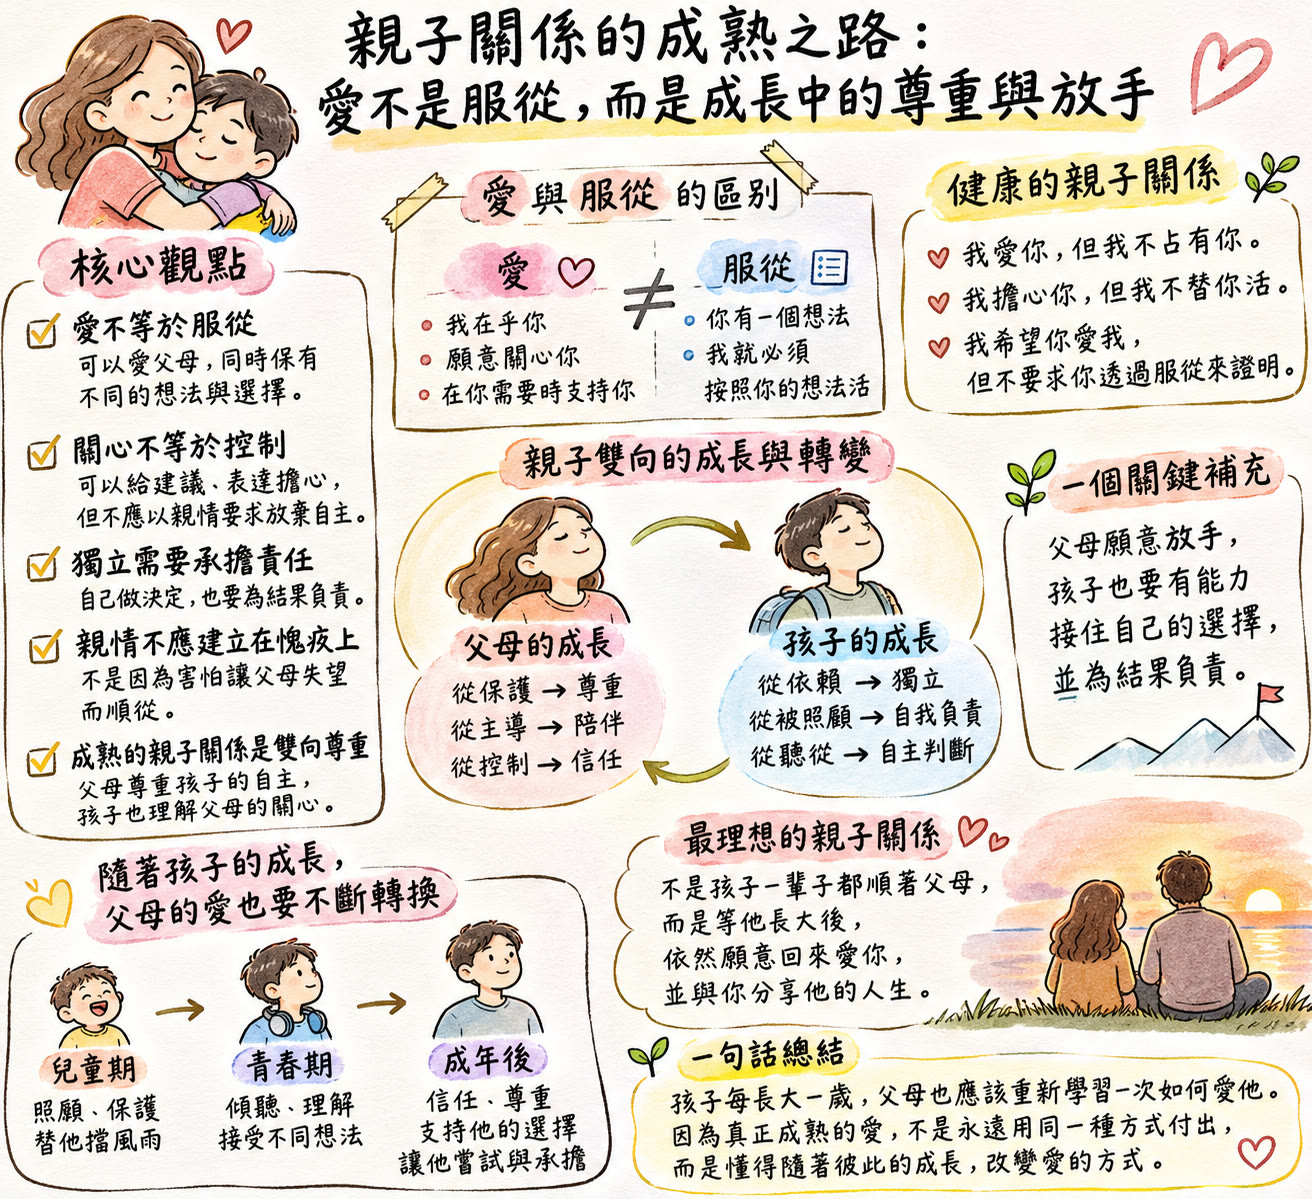 親子關係的成熟之路：
愛不是服從，而是成長中的尊重與放手
核心觀點
愛不等於服從
可以愛父母，同時保有
不同的想法與選擇。
關心不等於控制
可以給建議、表達擔心，
但不應以親情要求放棄自主。
獨立需要承擔責任
自己做決定，也要為結果負責。
親情不應建立在愧疚上
不是因為害怕讓父母失望
而順從。
成熟的親子關係是雙向尊重
父母尊重孩子的自主，
孩子也理解父母的關心。
愛與服從的區別
愛
我在乎你
願意關心你
在你需要時支持你
≠
服從
你有一個想法
我就必須
按照你的想法活
健康的親子關係
我愛你，但我不占有你。
我擔心你，但我不替你活。
我希望你愛我，
但不要求你透過服從來證明。
親子雙向的成長與轉變
父母的成長
從保護→尊重
從主導→陪伴
從控制→信任
孩子的成長
從依賴→獨立
從被照顧→自我負責
從聽從→自主判斷
一個關鍵補充
父母願意放手，
孩子也要有能力
接住自己的選擇，
並為結果負責。
隨著孩子的成長，
父母的愛也要不斷轉換
兒童期
照顧、保護
替他擋風雨
青春期
傾聽、理解
接受不同想法
成年後
信任、尊重
支持他的選擇
讓他嘗試與承擔
最理想的親子關係
不是孩子一輩子都順著父母，
而是等他長大後，
依然願意回來愛你，
並與你分享他的人生。
一句話總結
孩子每長大一歲，父母也應該重新學習一次如何愛他。
因為真正成熟的愛，不是永遠用同一種方式付出，
而是懂得隨著彼此的成長，改變愛的方式。